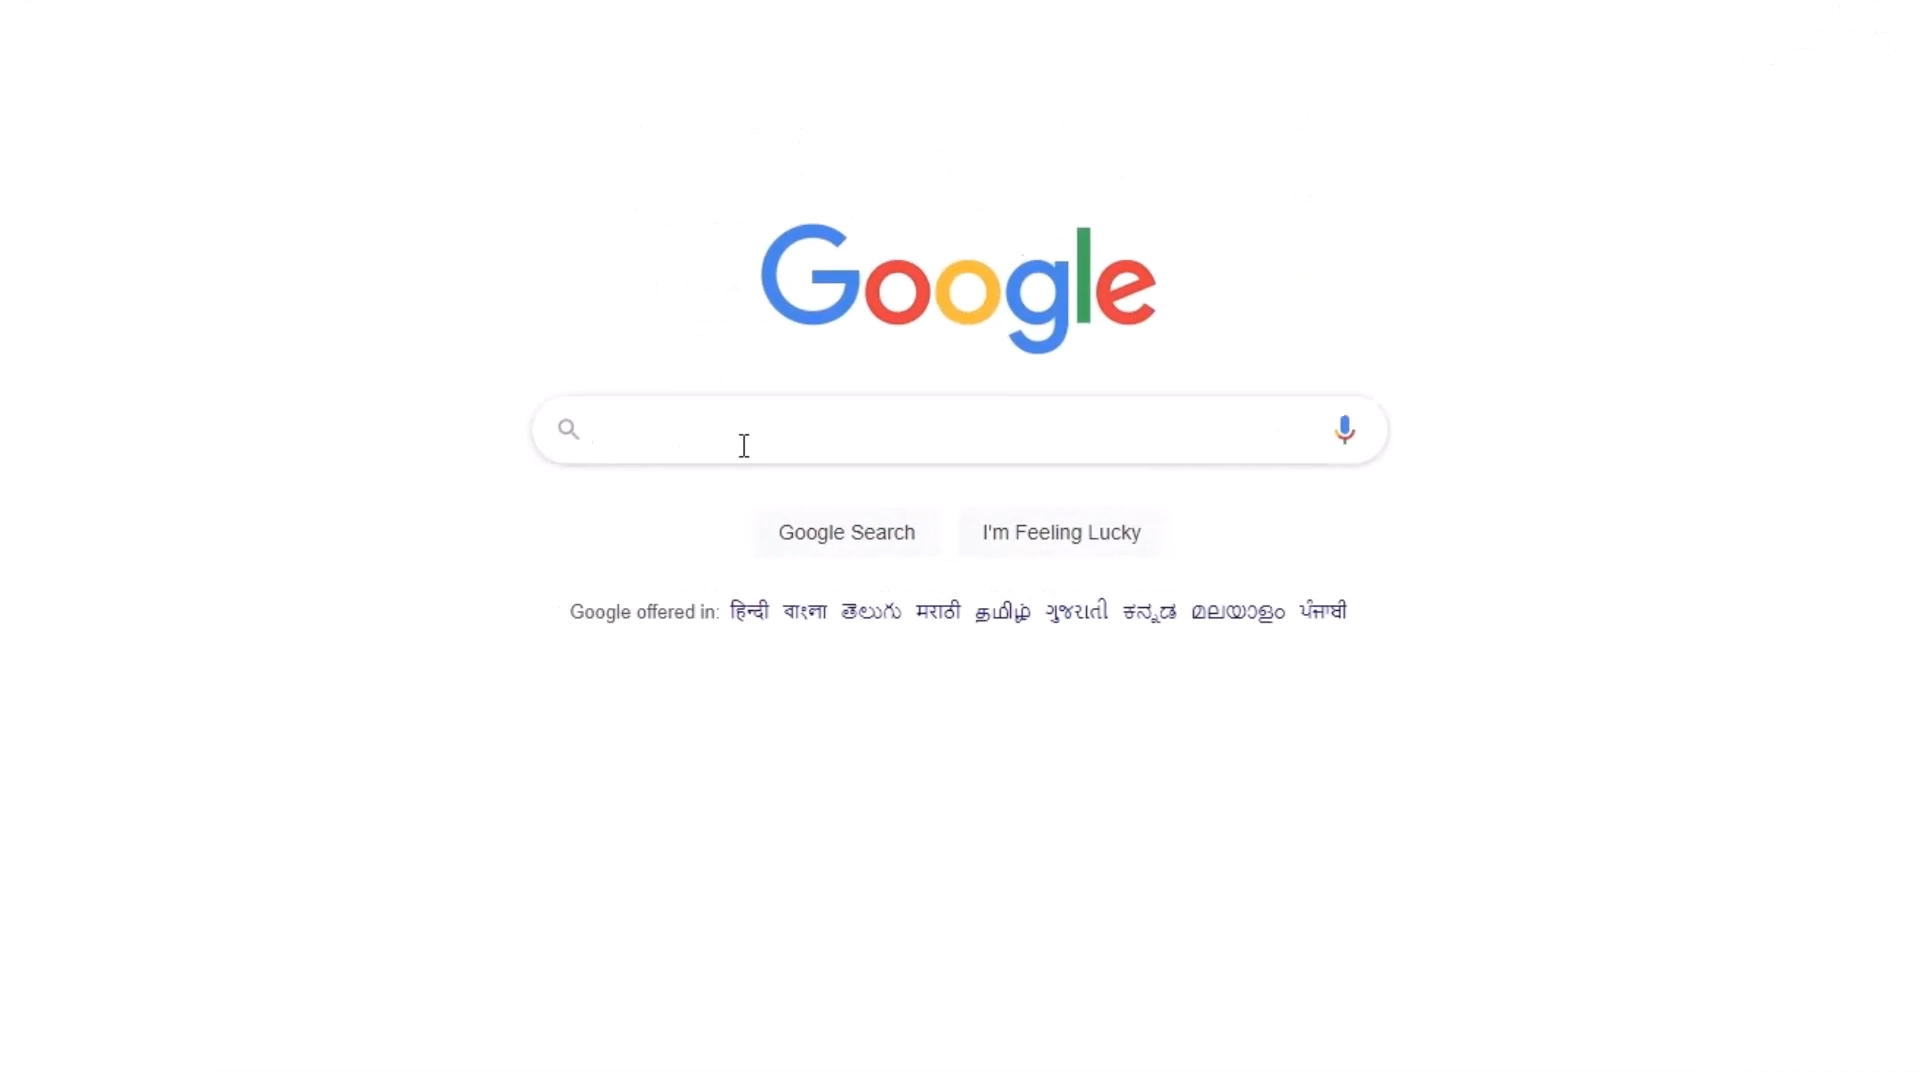 Google
Google Search I'm Feeling Lucky
Google offered in: हिन्दी বাংলা తెలుగు मराठी தமிழ் ગુજરાતી ಕನ್ನಡ മലയാളം ਪੰਜਾਬੀ